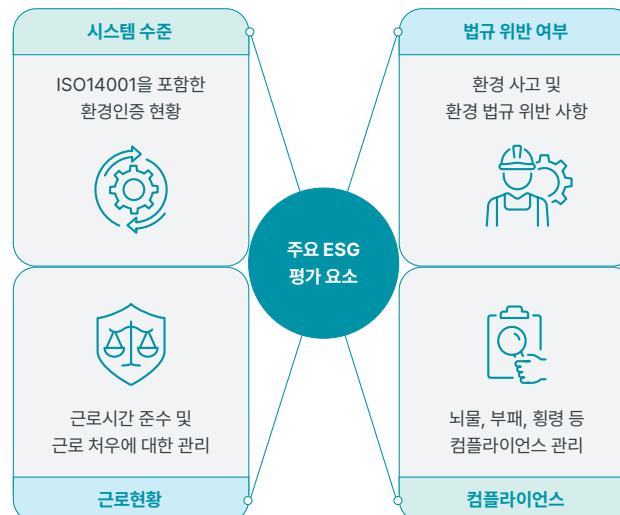 시스템 수준
ISO14001을 포함한
환경인증 현황
법규 위반 여부
환경 사고 및
환경 법규 위반 사항
주요 ESG
평가 요소
근로시간 준수 및
근로 처우에 대한 관리
근로현황
뇌물, 부패, 횡령 등
컴플라이언스 관리
컴플라이언스